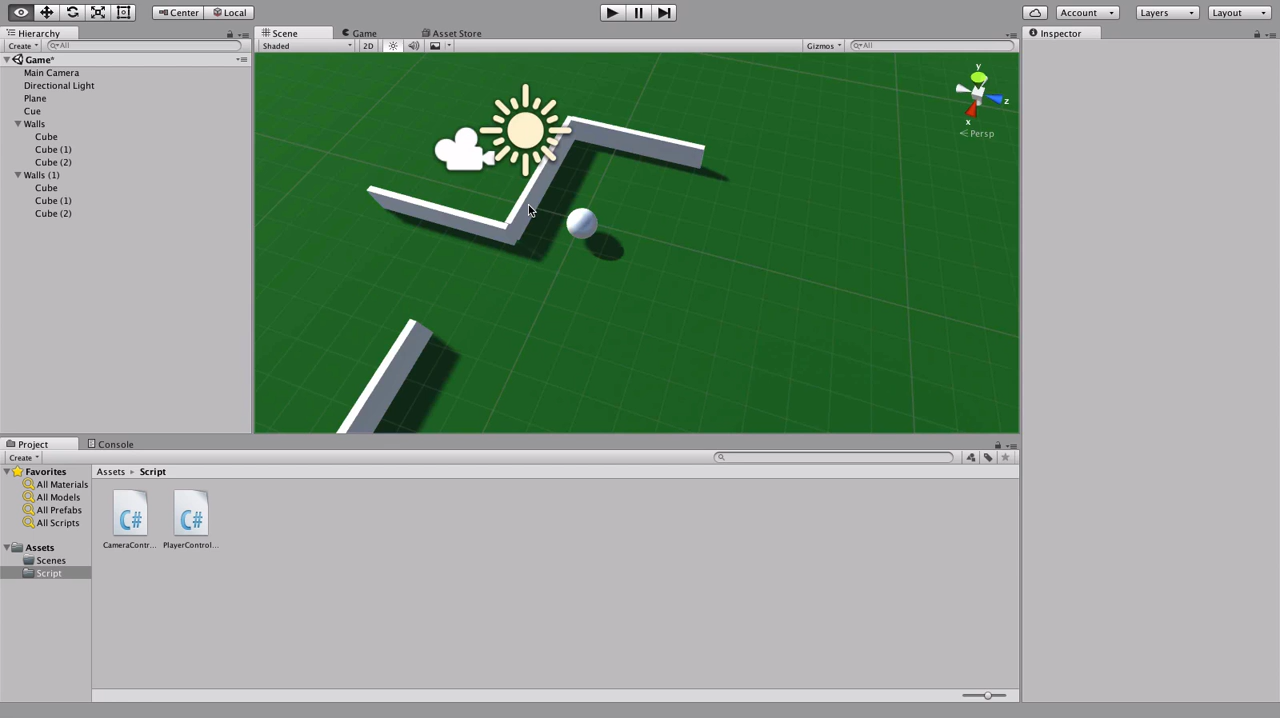 Center Local Account Layers Layout
Hierarchy Scene Game Asset Store Inspector
Create All Shaded 2D Gizmos All
Game*
Main Camera
Directional Light
Plane
Cue
Walls
Cube
Cube (1)
Cube (2)
Walls (1)
Cube
Cube (1)
Cube (2)
y
z
x
Persp
Project Console
Create
Favorites
All Materials
All Models
All Prefabs
All Scripts
Assets
Scenes
Script
Assets Script
C# C#
CameraContr... PlayerControl...